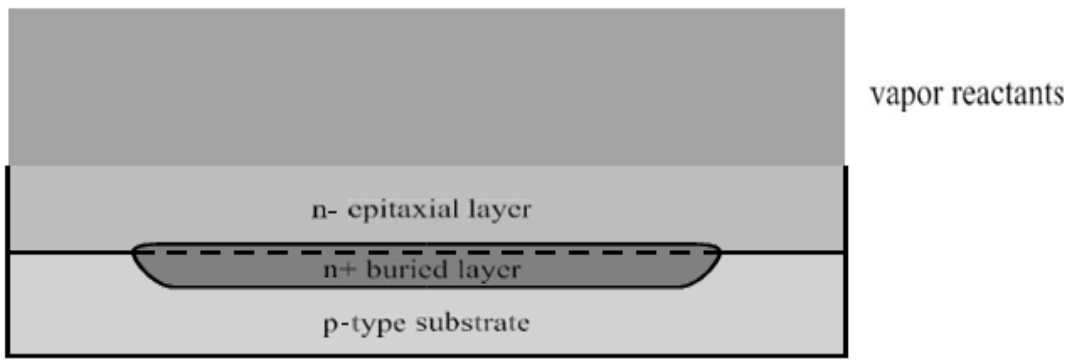 vapor reactants
n- epitaxial layer
n+ buried layer
p-type substrate